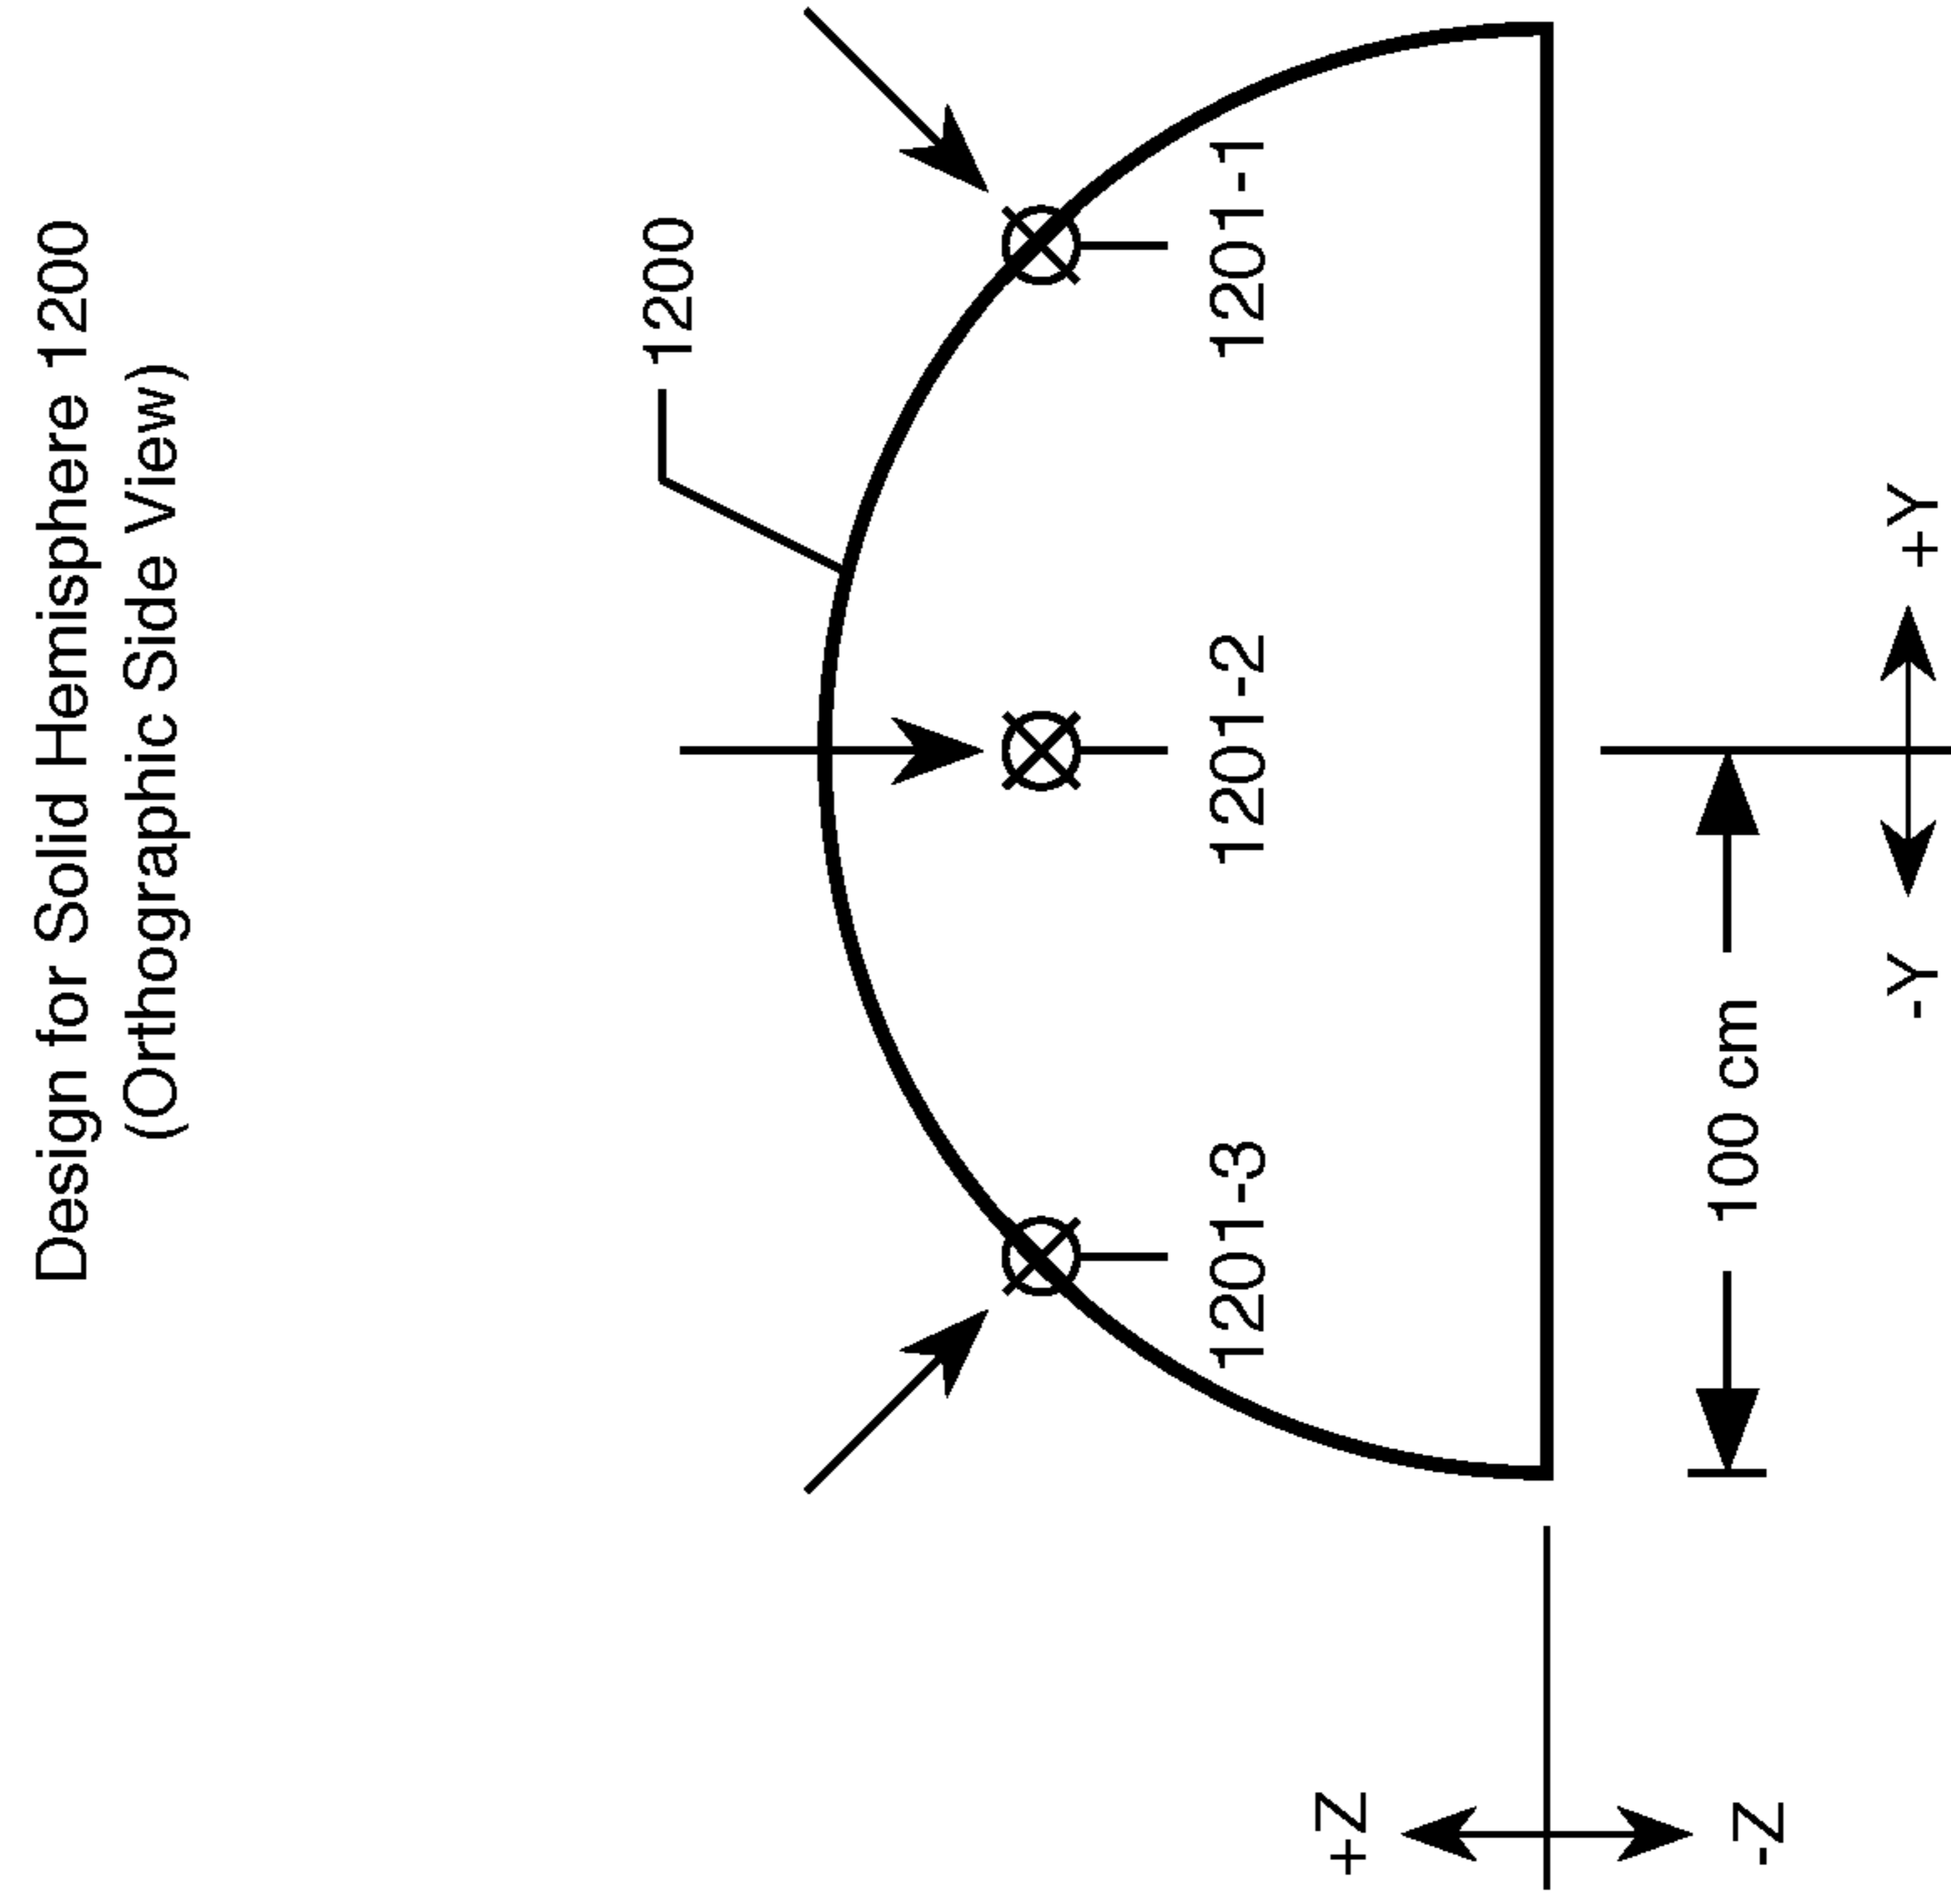 Design for Solid Hemisphere 1200
(Orthographic Side View)
1200
1201-3
1201-2
1201-1
+Z
-Z
100 cm
-Y
+Y